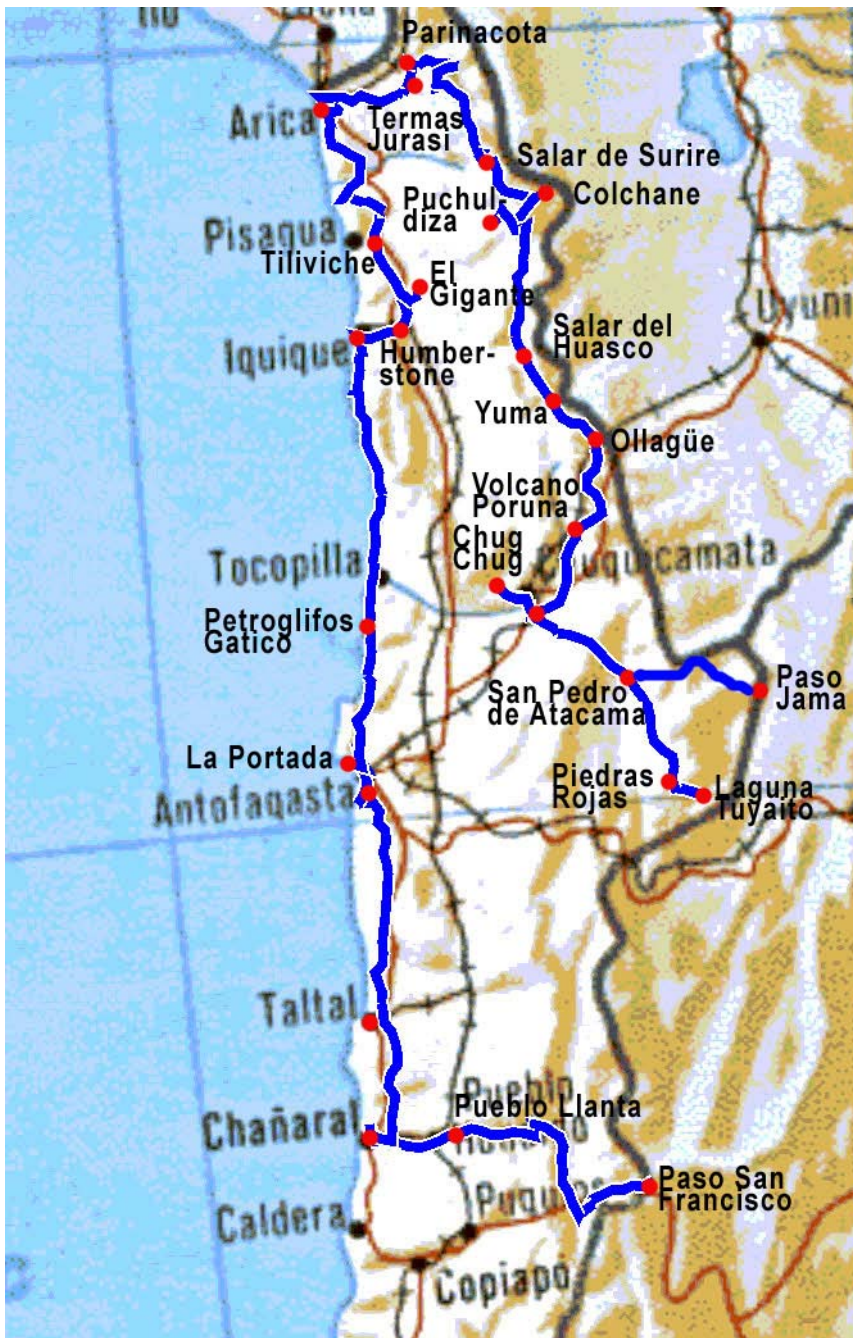 Parinacota
Arica
Termas
Jurasi
Salar de Surire
Colchane
Puchul-
diza
Pisagua
Tiliviche
El
Gigante
Uyuni
Iquique
Humber-
stone
Salar del
Huasco
Yuma
Ollagüe
Volcano
Poruna
Chug
Chug
Chuquicamata
Tocopilla
Petroglifos
Gatico
San Pedro
de Atacama
Paso
Jama
La Portada
Piedras
Rojas
Laguna
Tuyaito
Antofagasta
Taltal
Pueblo Llanta
Pueblo
Chañaral
Paso San
Francisco
Caldera
Copiapó